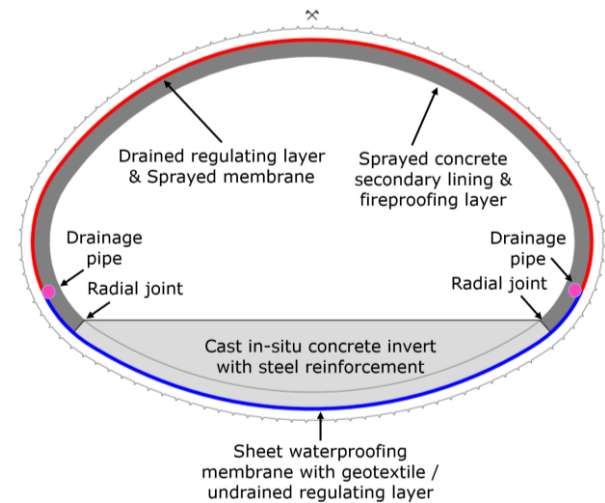 Drained regulating layer
& Sprayed membrane
Sprayed concrete
secondary lining &
fireproofing layer
Drainage
pipe
Radial joint
Drainage
pipe
Radial joint
Cast in-situ concrete invert
with steel reinforcement
Sheet waterproofing
membrane with geotextile /
undrained regulating layer